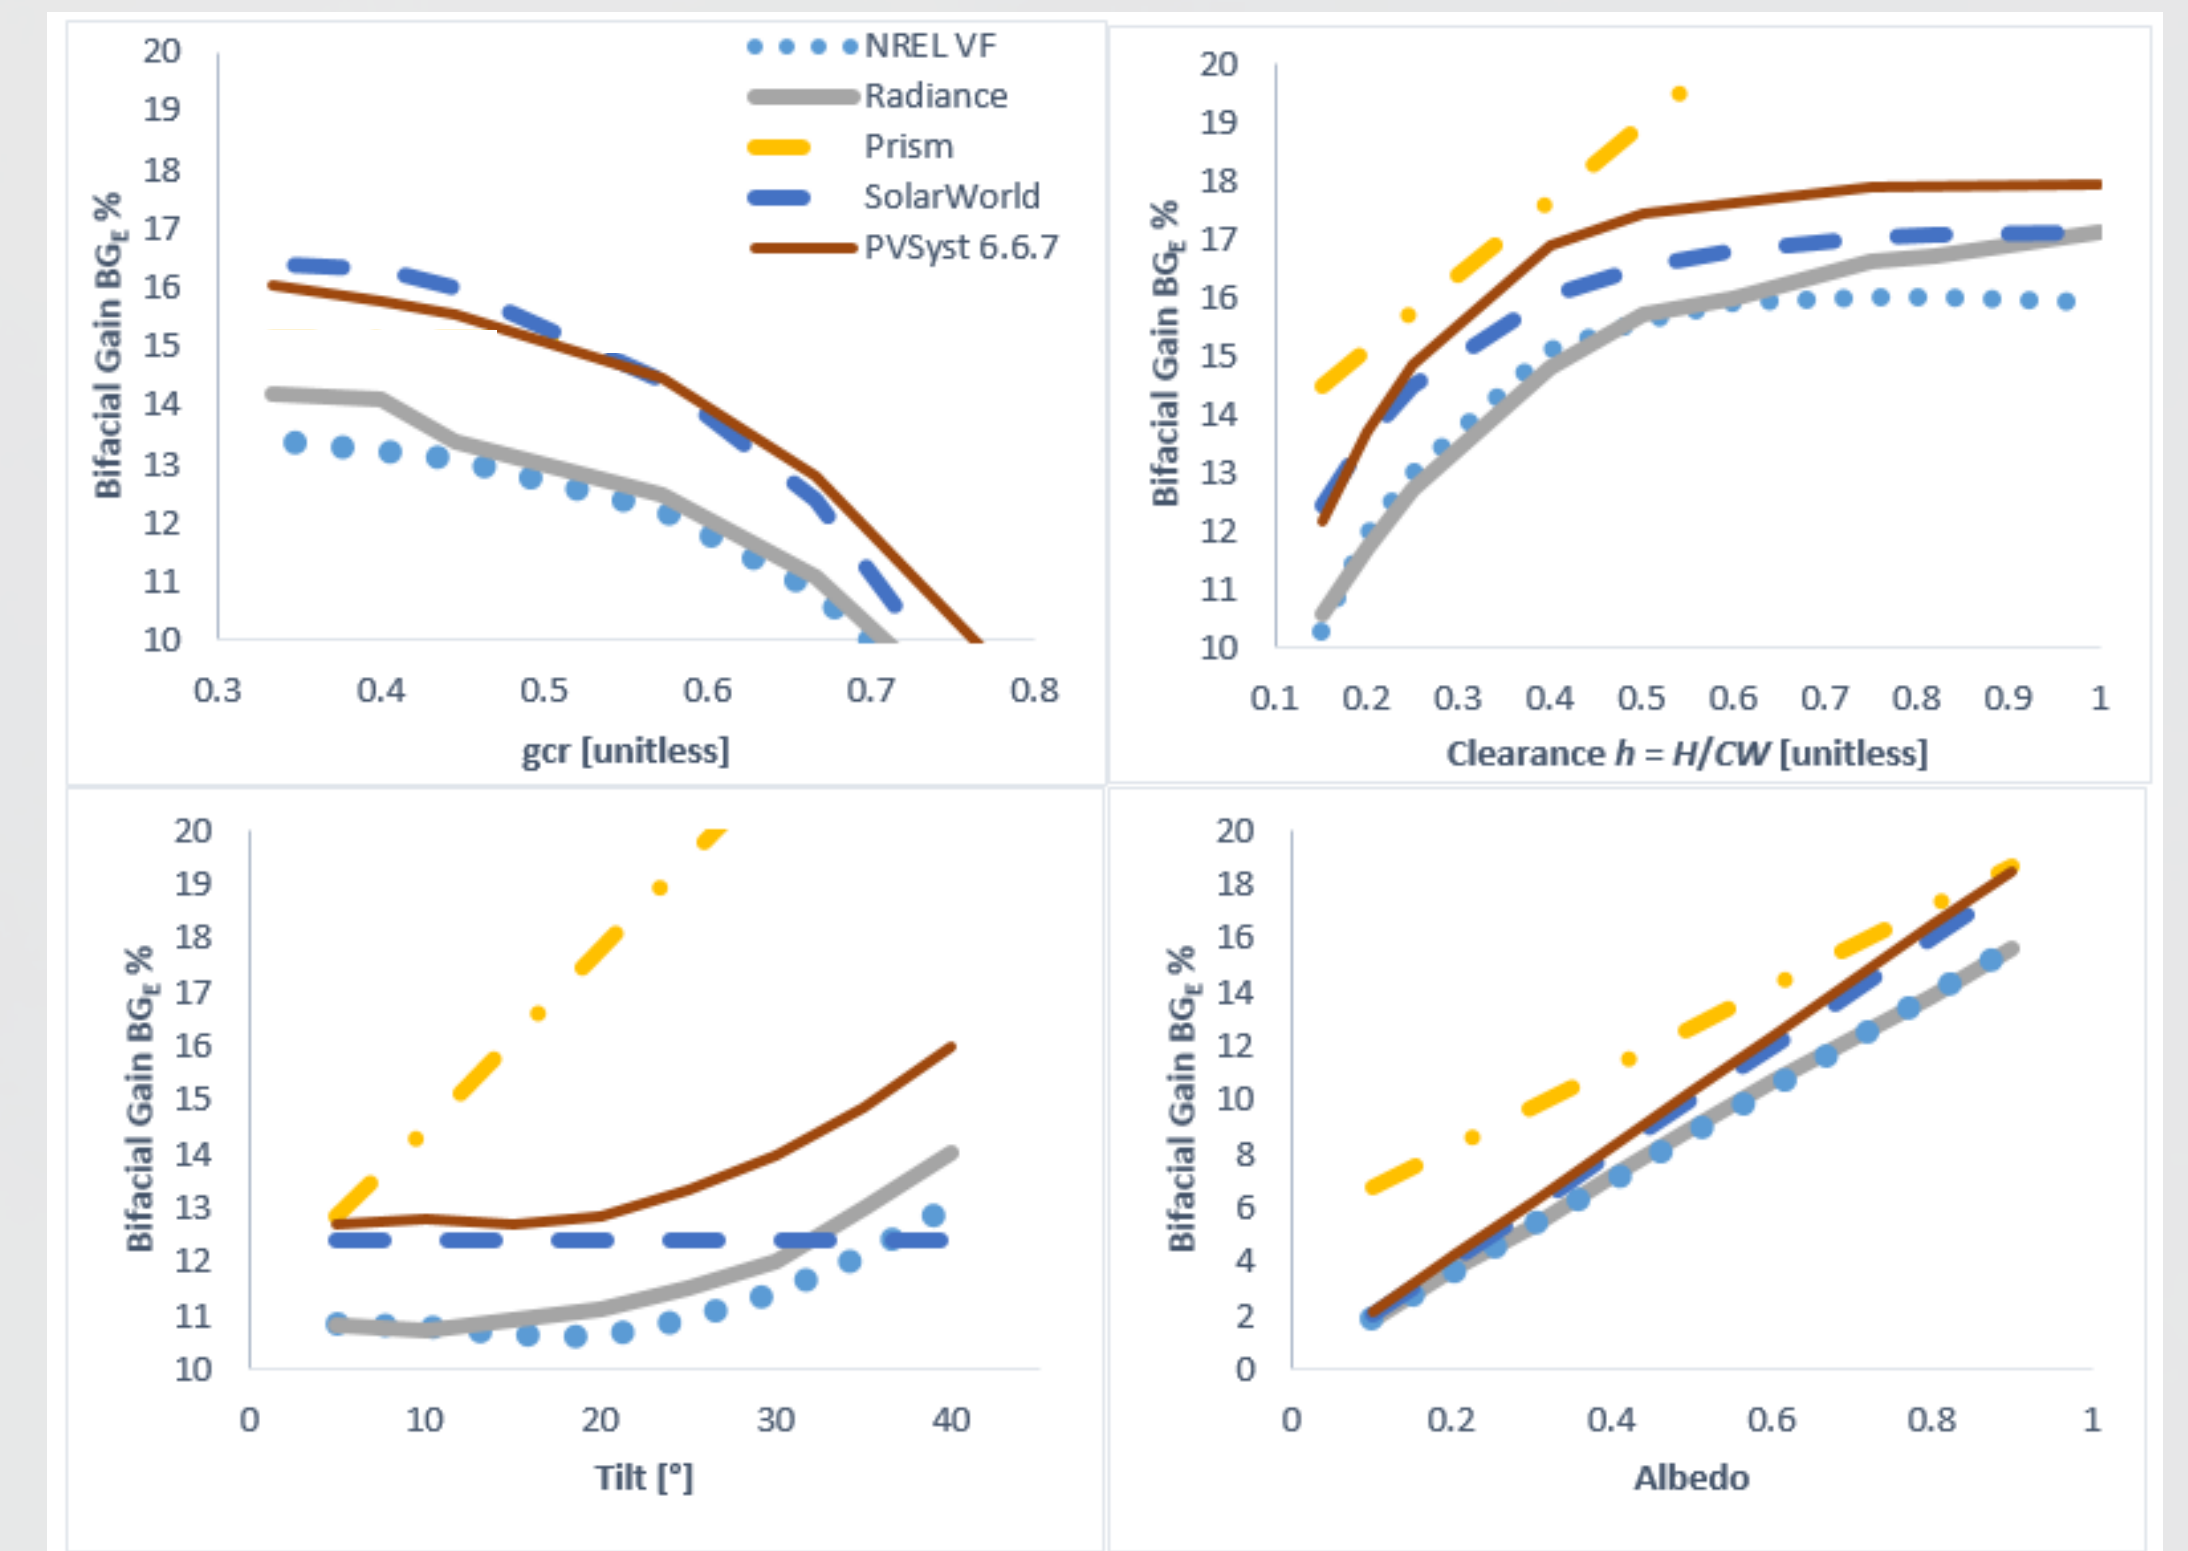 20
19
18
17
16
15
14
13
12
11
10
0.3 0.4 0.5 0.6 0.7 0.8
gcr [unitless]
Bifacial Gain BGE %
NREL VF
Radiance
Prism
SolarWorld
PVSyst 6.6.7
20
19
18
17
16
15
14
13
12
11
10
0.1 0.2 0.3 0.4 0.5 0.6 0.7 0.8 0.9 1
Clearance h = H/CW [unitless]
Bifacial Gain BGE %
20
19
18
17
16
15
14
13
12
11
10
0 10 20 30 40
Tilt [°]
Bifacial Gain BGE %
20
18
16
14
12
10
8
6
4
2
0
0 0.2 0.4 0.6 0.8 1
Albedo
Bifacial Gain BGE %